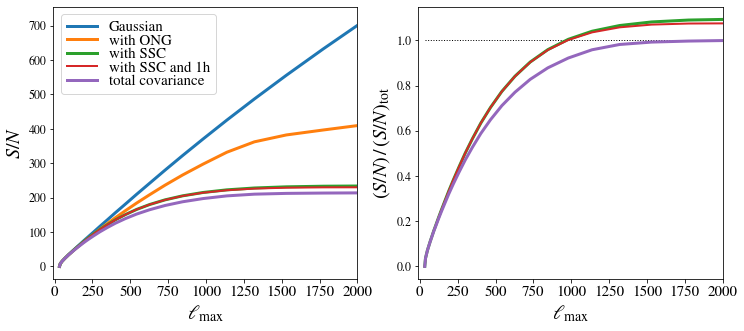 Gaussian
with ONG
with SSC
with SSC and 1h
total covariance
S/N
700
600
500
400
300
200
100
0
0 250 500 750 1000 1250 1500 1750 2000
ℓ max
(S/N) / (S/N)tot
1.0
0.8
0.6
0.4
0.2
0.0
0 250 500 750 1000 1250 1500 1750 2000
ℓ max